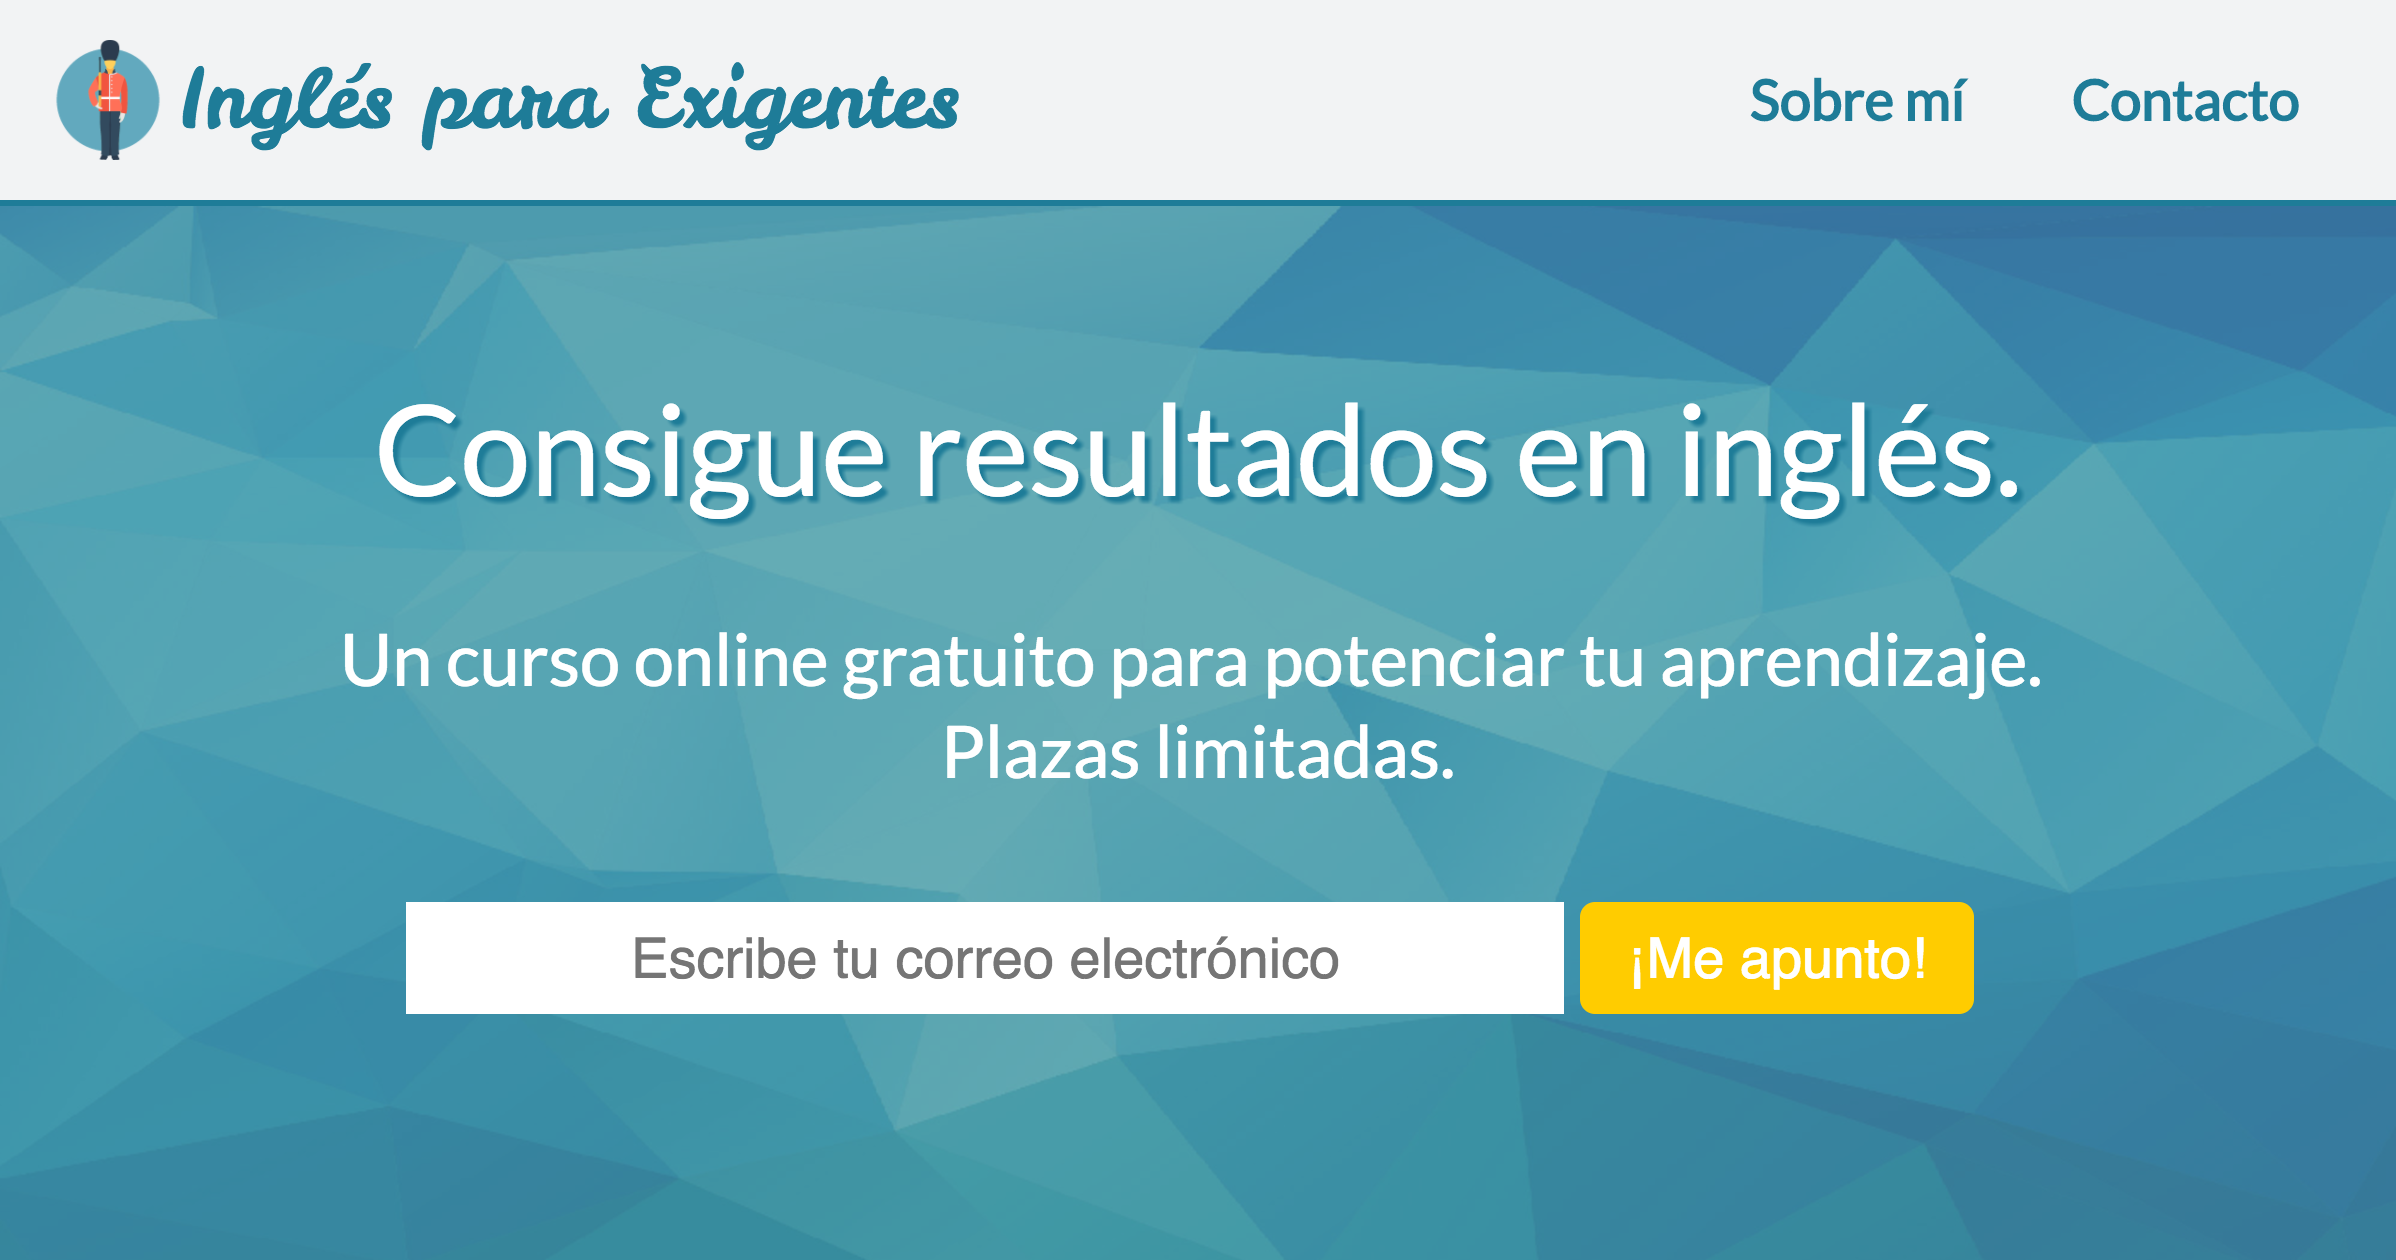 Inglés para Exigentes
Sobre mí
Contacto
Consigue resultados en inglés.
Un curso online gratuito para potenciar tu aprendizaje.
Plazas limitadas.
Escribe tu correo electrónico
¡Me apunto!